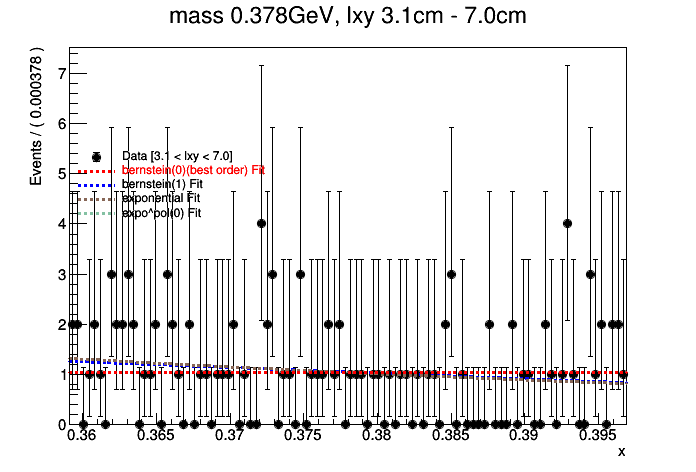 mass 0.378GeV, lxy 3.1cm - 7.0cm
Events / ( 0.000378 )
7
6
5
4
3
2
1
0
Data [3.1 < lxy < 7.0]
bernstein(0)(best order) Fit
bernstein(1) Fit
exponential Fit
expo^pol(0) Fit
0.36 0.365 0.37 0.375 0.38 0.385 0.39 0.395
x